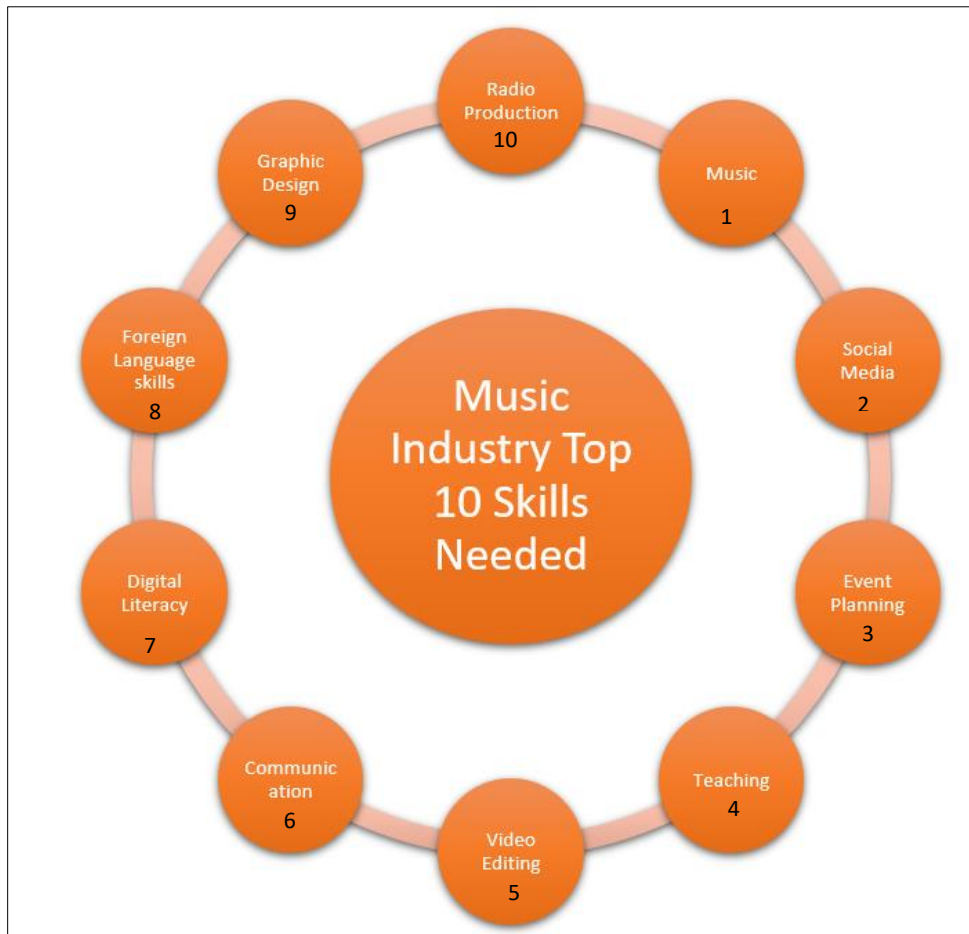 Music
Industry Top
10 Skills
Needed
Music
1
Social
Media
2
Event
Planning
3
Teaching
4
Video
Editing
5
Communic
ation
6
Digital
Literacy
7
Foreign
Language
skills
8
Graphic
Design
9
Radio
Production
10